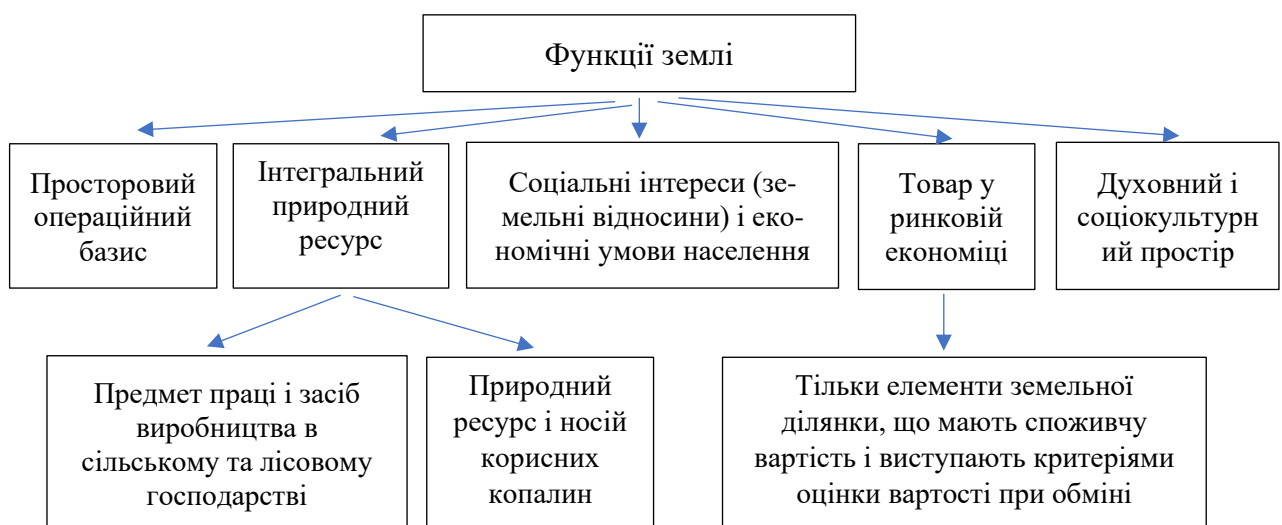 Функції землі
Просторовий
операційний
базис
Інтегральний
природний
ресурс
Соціальні інтереси (зе-
мельні відносини) і еко-
номічні умови населення
Товар у
ринковій
економіці
Духовний і
соціокультурн
ий простір
Предмет праці і засіб
виробництва в
сільському та лісовому
господарстві
Природний
ресурс і носій
корисних
копалин
Тільки елементи земельної
ділянки, що мають споживчу
вартість і виступають критеріями
оцінки вартості при обміні